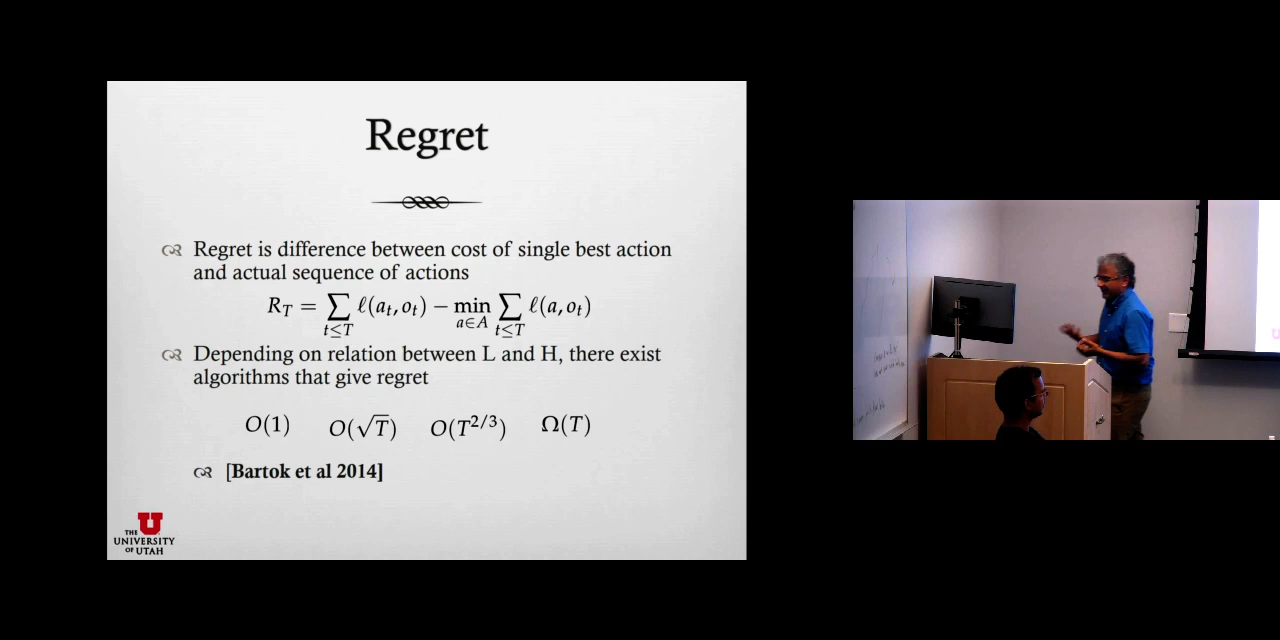 Regret
Regret is difference between cost of single best action
and actual sequence of actions
R_T = ∑_{t≤T} ℓ(a_t, o_t) − min_{a∈A} ∑_{t≤T} ℓ(a, o_t)
Depending on relation between L and H, there exist
algorithms that give regret
O(1) O(√T) O(T^{2/3}) Ω(T)
[Bartok et al 2014]
THE
UNIVERSITY
OF UTAH